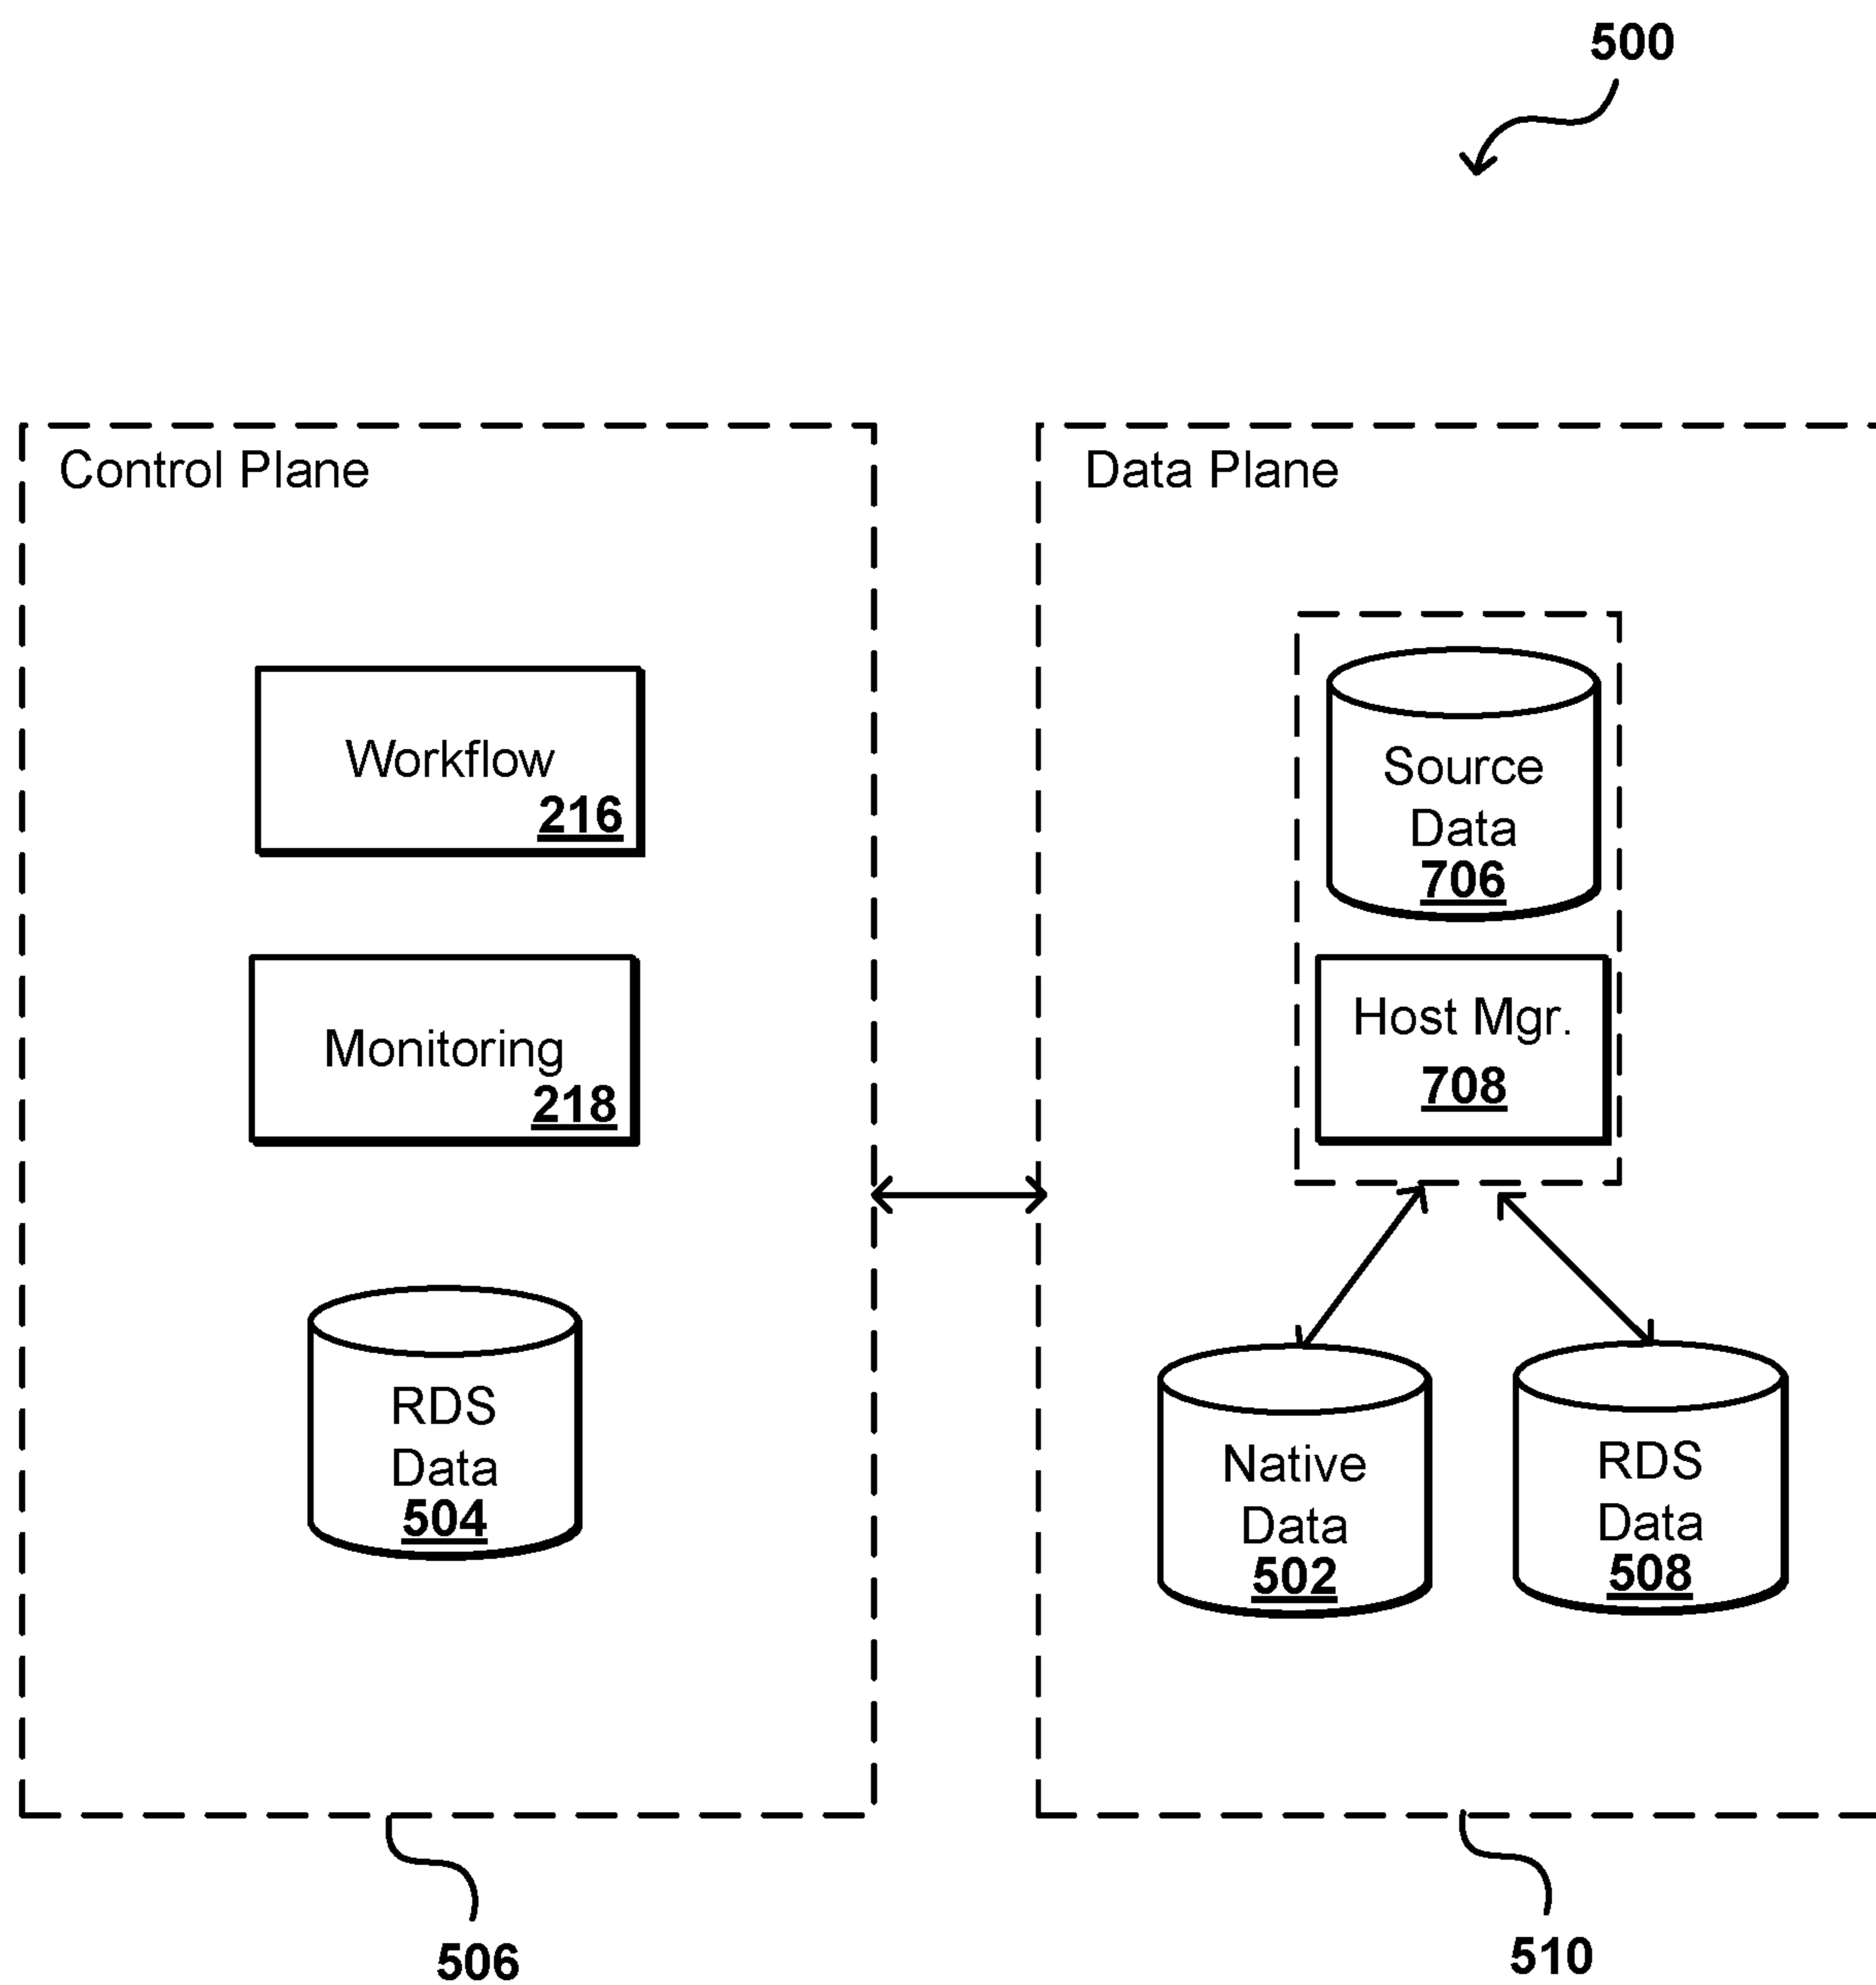 500
Control Plane
Workflow
216
Monitoring
218
RDS
Data
504
506
Data Plane
Source
Data
706
Host Mgr.
708
Native
Data
502
RDS
Data
508
510